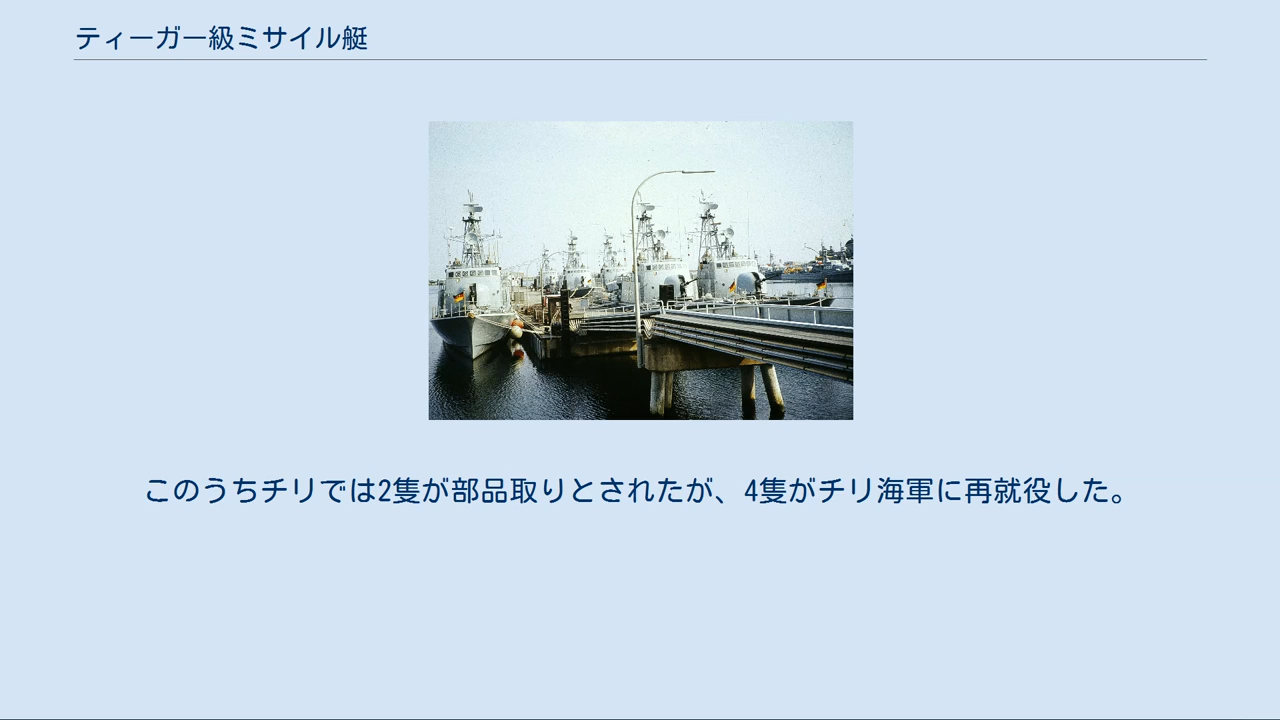 ティーガー級ミサイル艇
このうちチリでは2隻が部品取りとされたが、4隻がチリ海軍に再就役した。